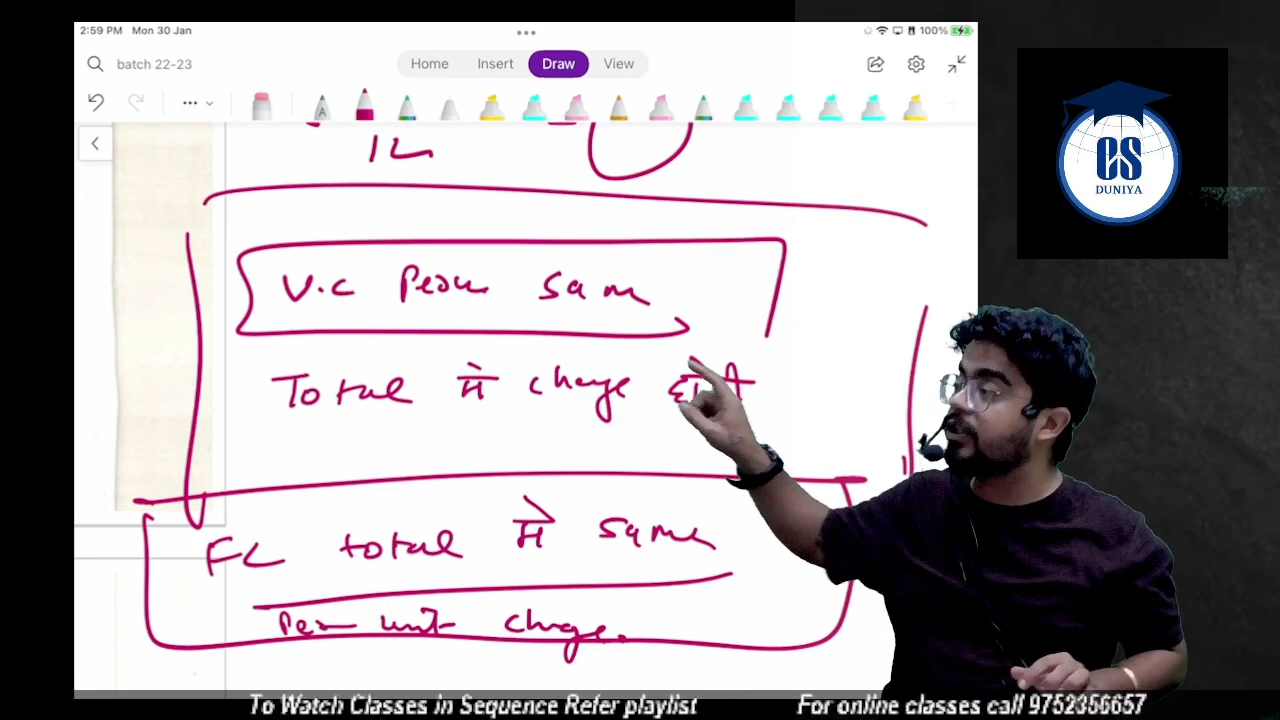 2:59 PM Mon 30 Jan
100%
batch 22-23
Home Insert Draw View
A
1L
V.C Per u Sam
Total में change
FC total में same
Per unit change.
CS
DUNIYA
To Watch Classes in Sequence Refer playlist
For online classes call 9752356657